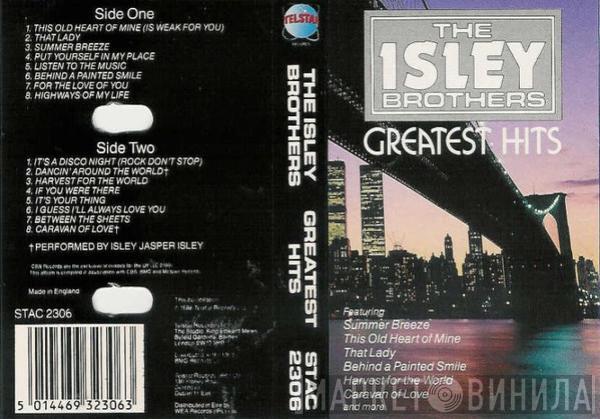 Side One
1. THIS OLD HEART OF MINE (IS WEAK FOR YOU)
2. THAT LADY
3. SUMMER BREEZE
4. PUT YOURSELF IN MY PLACE
5. LISTEN TO THE MUSIC
6. BEHIND A PAINTED SMILE
7. FOR THE LOVE OF YOU
8. HIGHWAYS OF MY LIFE
Side Two
1. IT'S A DISCO NIGHT (ROCK DON'T STOP)
2. DANCIN' AROUND THE WORLD†
3. HARVEST FOR THE WORLD
4. IF YOU WERE THERE
5. IT'S YOUR THING
6. I GUESS I'LL ALWAYS LOVE YOU
7. BETWEEN THE SHEETS
8. CARAVAN OF LOVE†
† PERFORMED BY ISLEY JASPER ISLEY
Made in England
STAC 2306
5 014469 323063
TELSTAR
THE ISLEY BROTHERS GREATEST HITS STAC 2306
THE
ISLEY
BROTHERS
GREATEST HITS
Featuring
Summer Breeze
This Old Heart of Mine
That Lady
Behind a Painted Smile
Harvest for the World
Caravan of Love
and more